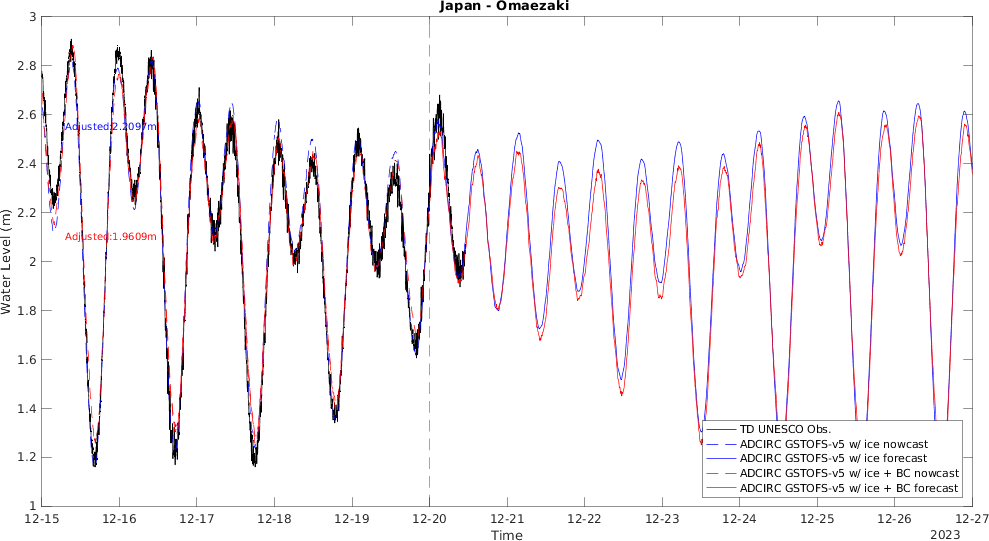 Japan - Omaezaki
3
2.8
2.6
2.4
2.2
2
1.8
1.6
1.4
1.2
1
Water Level (m)
Adjusted:2.2097m
Adjusted:1.9609m
TD UNESCO Obs.
ADCIRC GSTOFS-v5 w/ ice nowcast
ADCIRC GSTOFS-v5 w/ ice forecast
ADCIRC GSTOFS-v5 w/ ice + BC nowcast
ADCIRC GSTOFS-v5 w/ ice + BC forecast
12-15 12-16 12-17 12-18 12-19 12-20 12-21 12-22 12-23 12-24 12-25 12-26 12-27
Time
2023